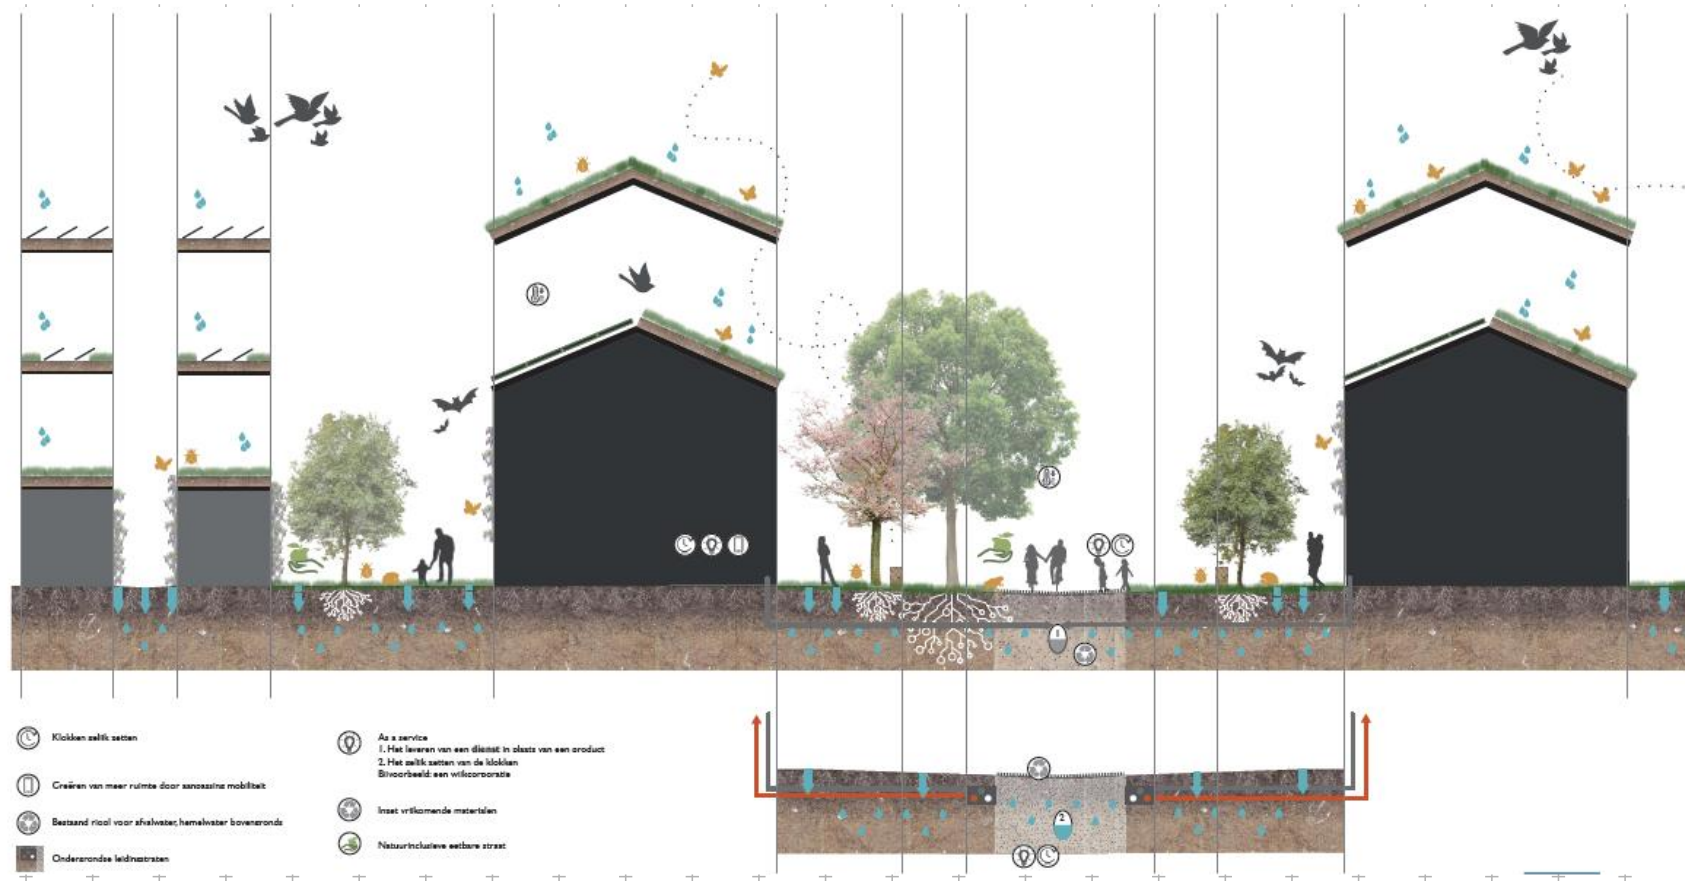 1
2
Klokken gelijk zetten
Creëren van meer ruimte door aanpassing mobiliteit
Bestaand riool voor afvalwater, hemelwater bovengronds
Ondergrondse leidingstraten
As a service
1. Het leveren van een dienst in plaats van een product
2. Het gelijk zetten van de klokken
Bijvoorbeeld: een wijkcorporatie
Inzet vrijkomende materialen
Natuurinclusieve eetbare straat